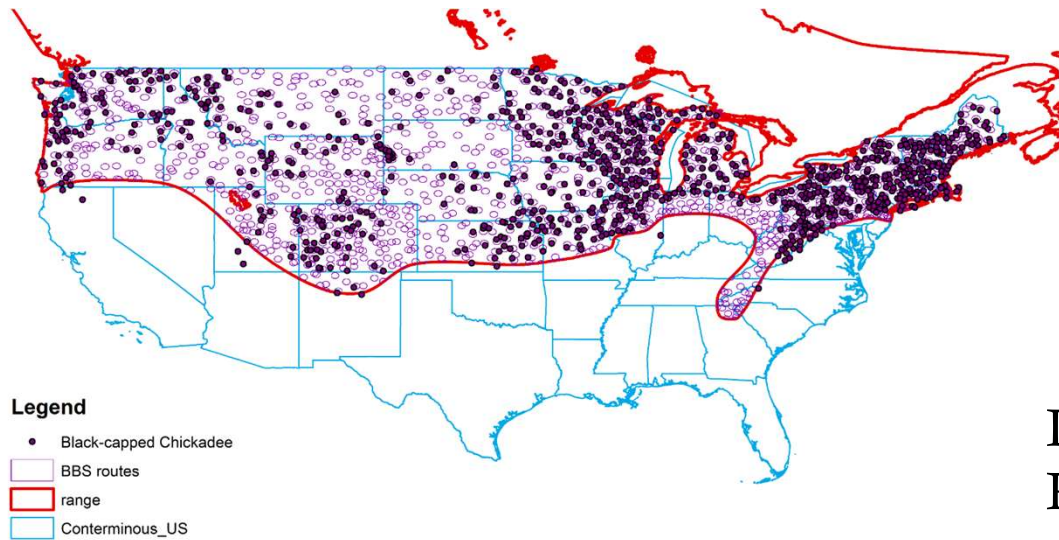 Legend
Black-capped Chickadee
BBS routes
range
Conterminous_US